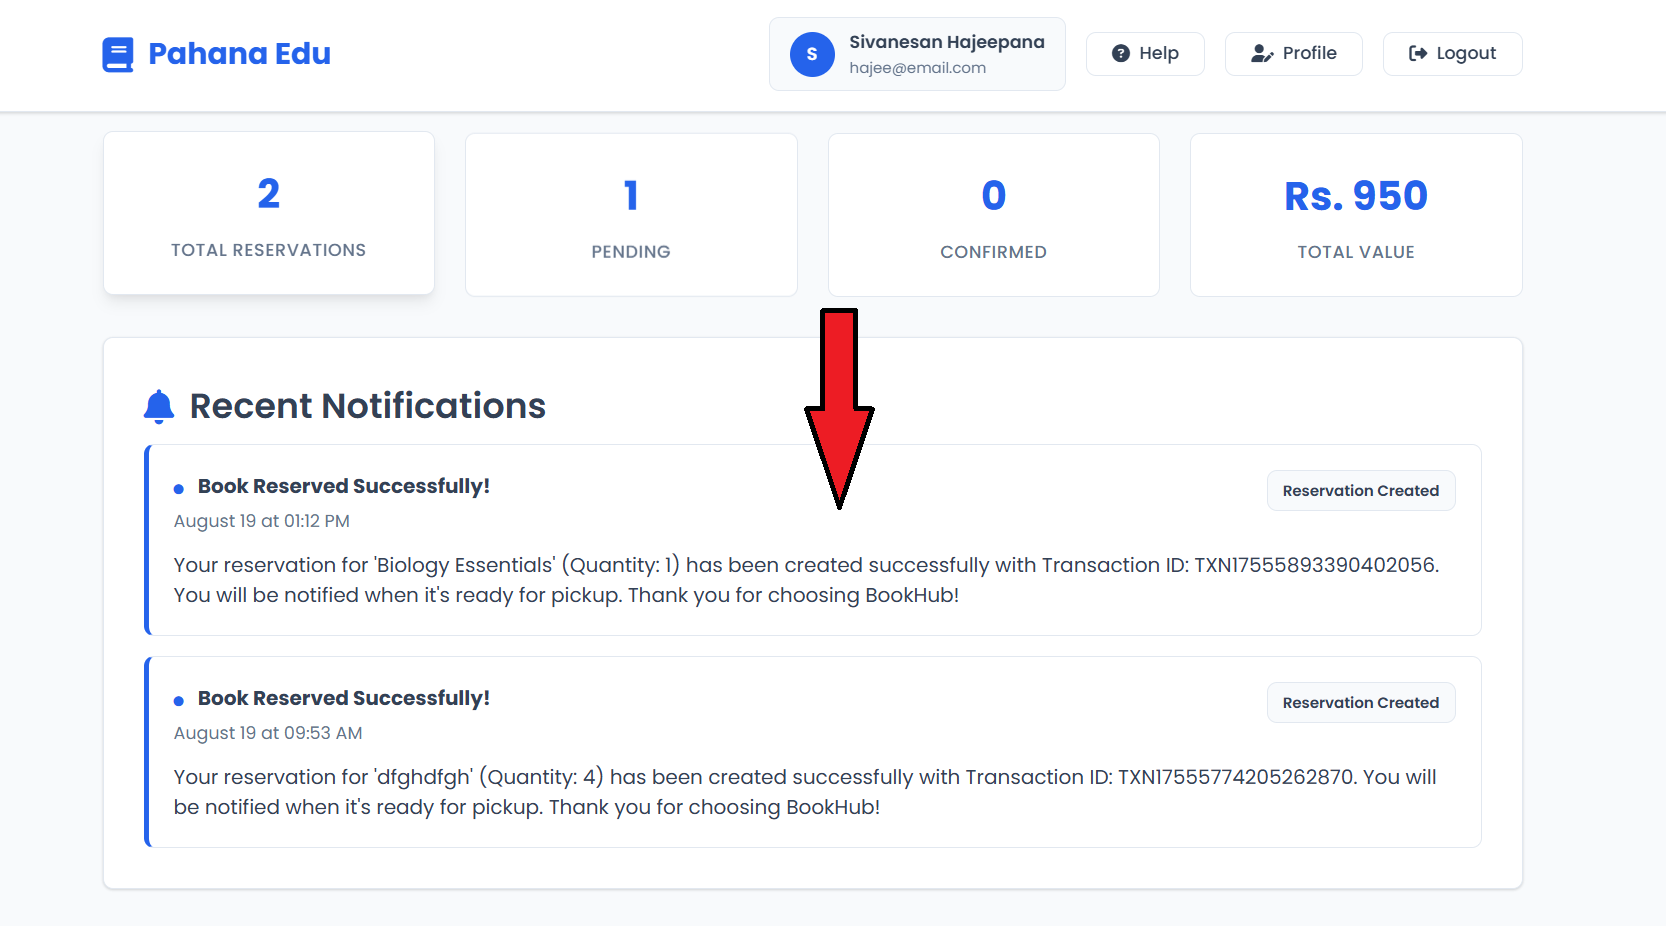 Pahana Edu
S
Sivanesan Hajeepana
hajee@email.com
Help
Profile
Logout
2
TOTAL RESERVATIONS
1
PENDING
0
CONFIRMED
Rs. 950
TOTAL VALUE
Recent Notifications
Book Reserved Successfully!
Reservation Created
August 19 at 01:12 PM
Your reservation for 'Biology Essentials' (Quantity: 1) has been created successfully with Transaction ID: TXN17555893390402056.
You will be notified when it's ready for pickup. Thank you for choosing BookHub!
Book Reserved Successfully!
Reservation Created
August 19 at 09:53 AM
Your reservation for 'dfghdfgh' (Quantity: 4) has been created successfully with Transaction ID: TXN17555774205262870. You will
be notified when it's ready for pickup. Thank you for choosing BookHub!